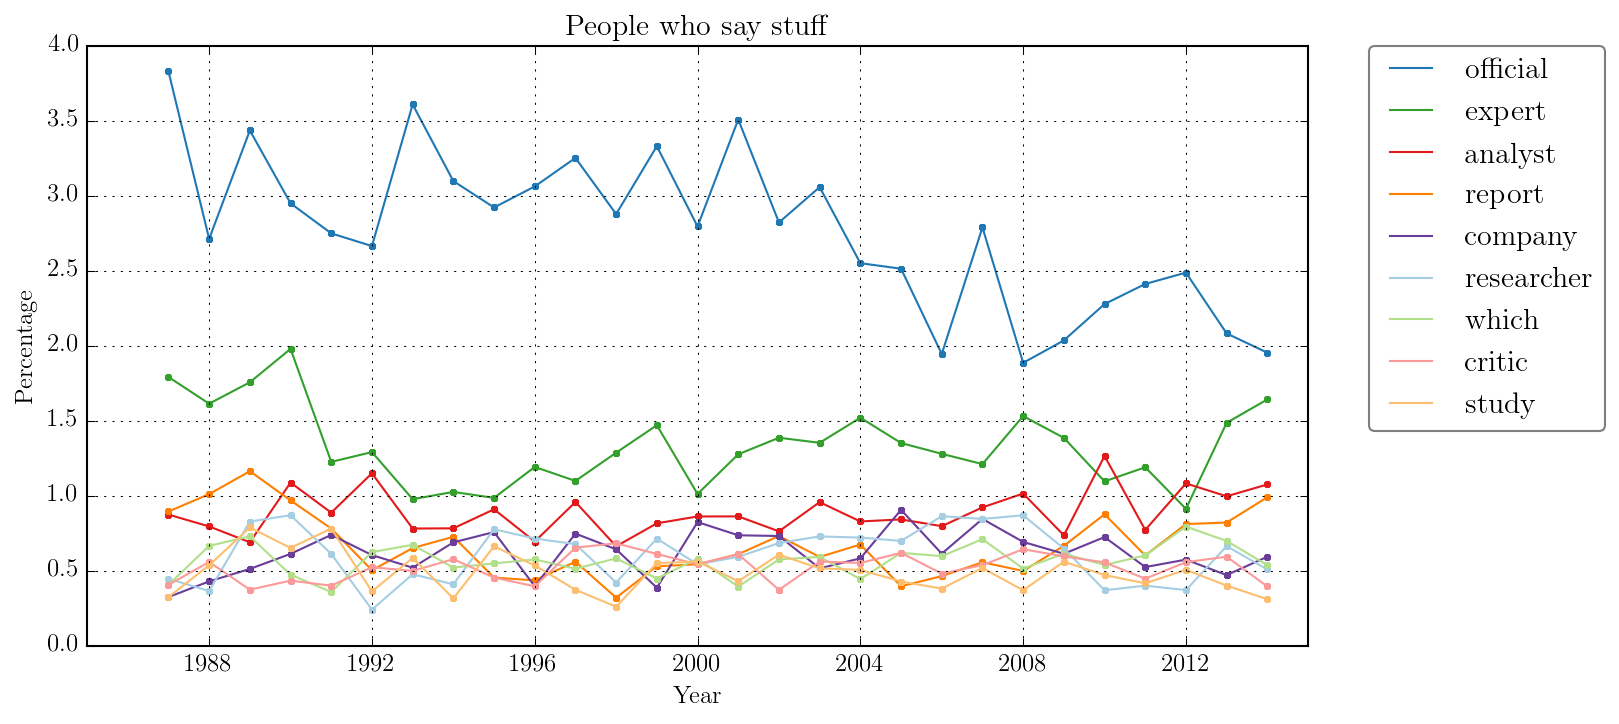 People who say stuff
4.0
3.5
3.0
2.5
2.0
1.5
1.0
0.5
0.0
Percentage
1988 1992 1996 2000 2004 2008 2012
Year
official
expert
analyst
report
company
researcher
which
critic
study